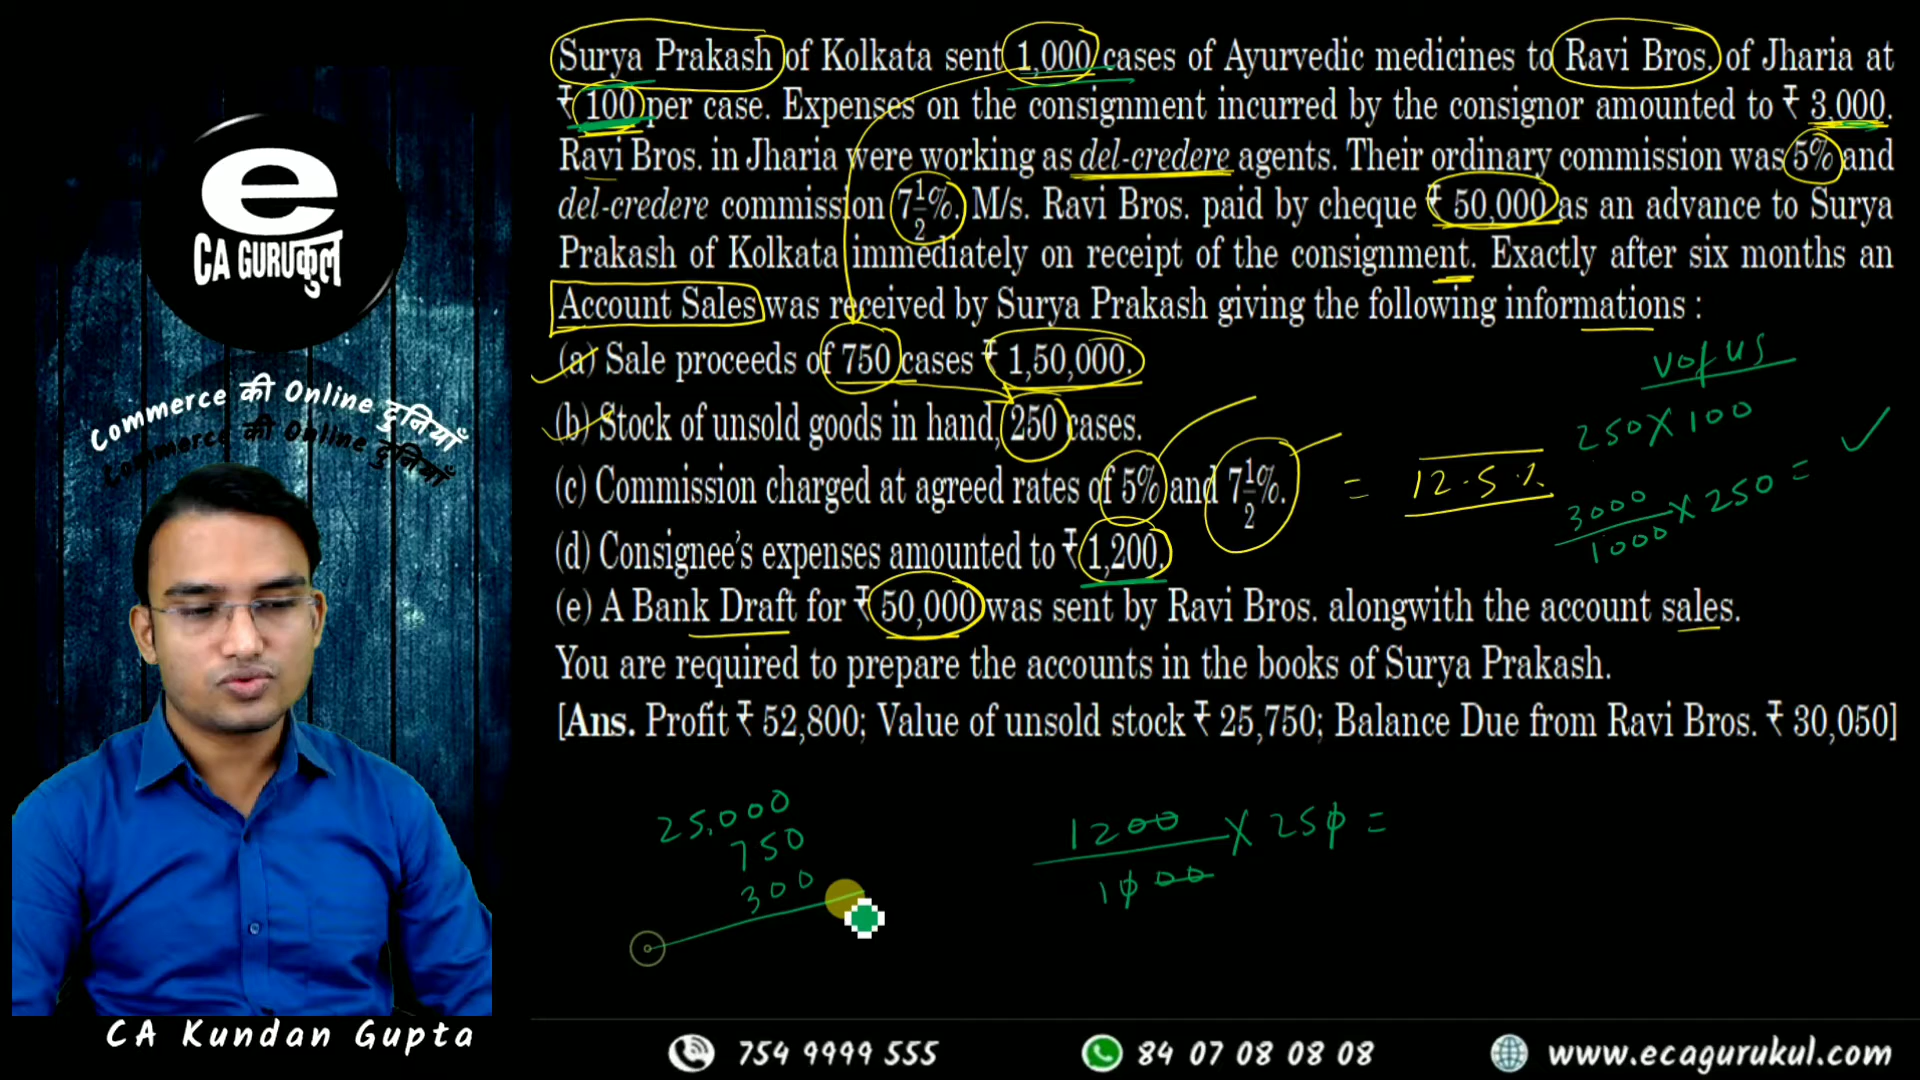 Surya Prakash of Kolkata sent 1,000 cases of Ayurvedic medicines to Ravi Bros. of Jharia at
₹ 100 per case. Expenses on the consignment incurred by the consignor amounted to ₹ 3,000.
Ravi Bros. in Jharia were working as del-credere agents. Their ordinary commission was 5% and
del-credere commission 7½%. M/s. Ravi Bros. paid by cheque ₹ 50,000 as an advance to Surya
Prakash of Kolkata immediately on receipt of the consignment. Exactly after six months an
Account Sales was received by Surya Prakash giving the following informations :
(a) Sale proceeds of 750 cases ₹ 1,50,000.
(b) Stock of unsold goods in hand, 250 cases.
(c) Commission charged at agreed rates of 5% and 7½%.
(d) Consignee's expenses amounted to ₹ 1,200.
(e) A Bank Draft for ₹ 50,000 was sent by Ravi Bros. alongwith the account sales.
You are required to prepare the accounts in the books of Surya Prakash.
[Ans. Profit ₹ 52,800; Value of unsold stock ₹ 25,750; Balance Due from Ravi Bros. ₹ 30,050]
V of US
250 X 100
= 12.5%
3000
X 250 =
1000
25,000
750
300
1200
X 250 =
1000
e
CA GURUकुल
Commerce की Online दुनियाँ
Commerce की Online दुनियाँ
CA Kundan Gupta
754 9999 555
84 07 08 08 08
www.ecagurukul.com